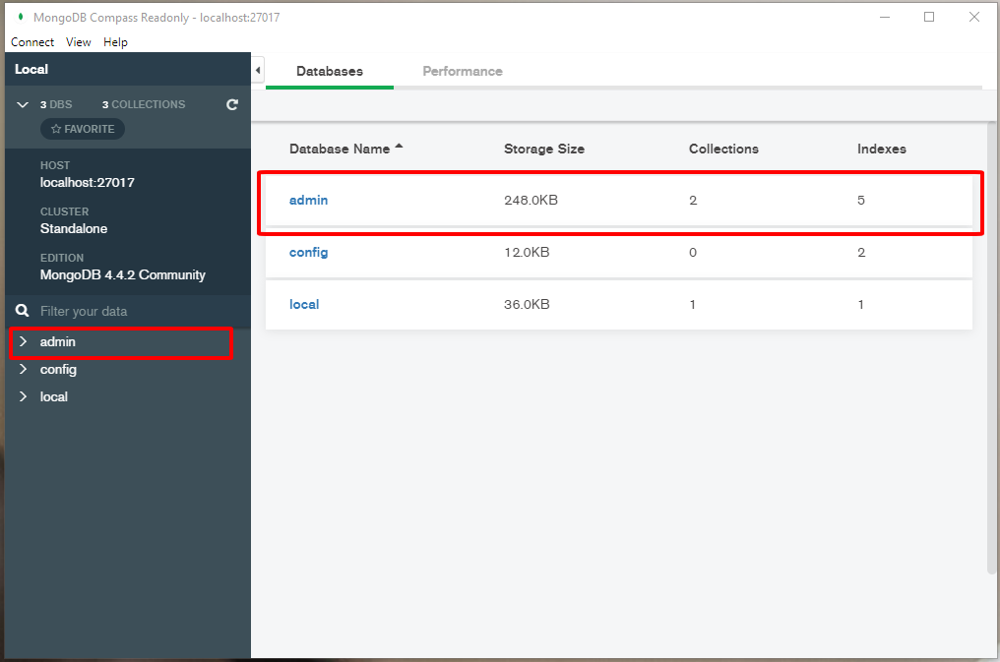 MongoDB Compass Readonly - localhost:27017
Connect View Help
Local
3 DBS 3 COLLECTIONS
FAVORITE
HOST
localhost:27017
CLUSTER
Standalone
EDITION
MongoDB 4.4.2 Community
Filter your data
admin
config
local
Databases Performance
Database Name Storage Size Collections Indexes
admin 248.0KB 2 5
config 12.0KB 0 2
local 36.0KB 1 1